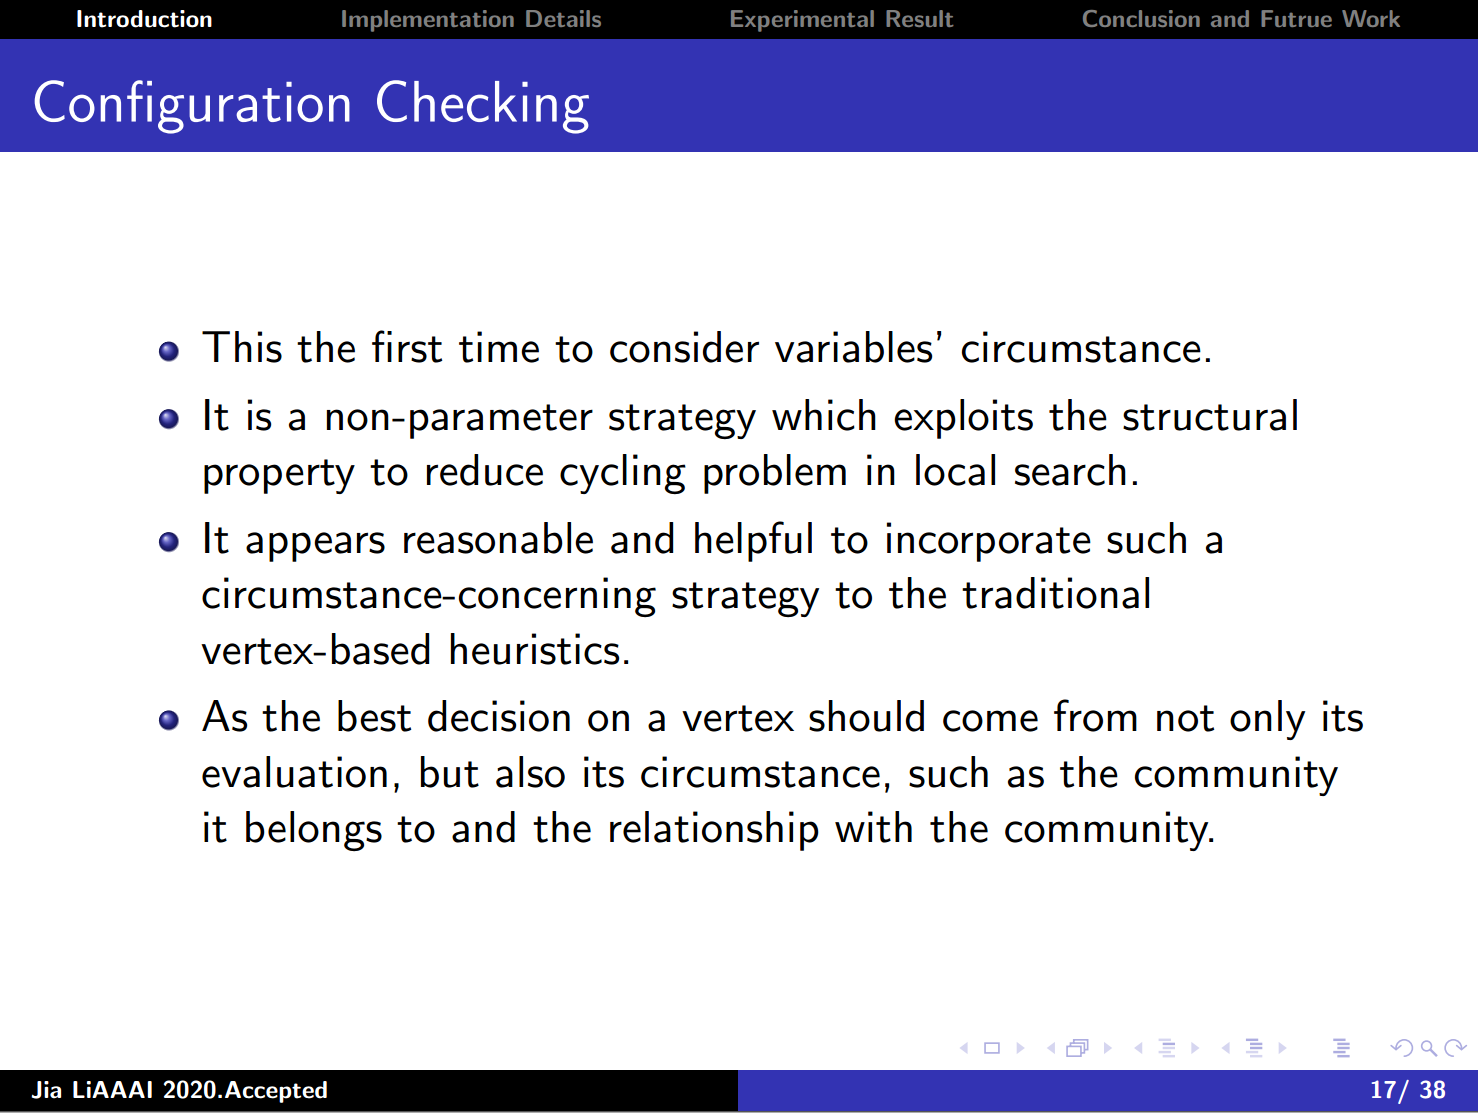 Introduction Implementation Details Experimental Result Conclusion and Futrue Work
Configuration Checking
This the first time to consider variables' circumstance.
It is a non-parameter strategy which exploits the structural
property to reduce cycling problem in local search.
It appears reasonable and helpful to incorporate such a
circumstance-concerning strategy to the traditional
vertex-based heuristics.
As the best decision on a vertex should come from not only its
evaluation, but also its circumstance, such as the community
it belongs to and the relationship with the community.
Jia LiAAAI 2020.Accepted 17/ 38